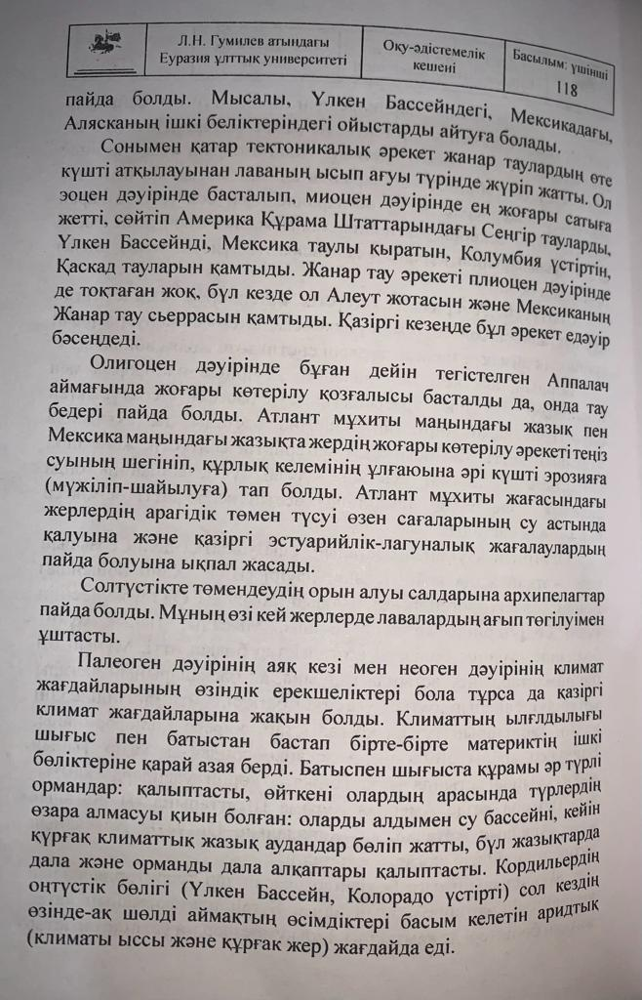 Л.Н. Гумилев атындағы
Еуразия ұлттық университеті
Оқу-әдістемелік
кешені
Басылым: үшінші
118
пайда болды. Мысалы, Үлкен Бассейндегі, Мексикадағы,
Алясканың ішкі беліктеріндегі ойыстарды айтуға болады.
Сонымен қатар тектоникалық әрекет жанар таулардың өте
күшті атқылауынан лаваның ысып ағуы түрінде жүріп жатты. Ол
эоцен дәуірінде басталып, миоцен дәуірінде ең жоғары сатыға
жетті, сөйтіп Америка Құрама Штаттарындағы Сеңгір тауларды,
Үлкен Бассейнді, Мексика таулы қыратын, Колумбия үстіртін,
Қаскад тауларын қамтыды. Жанар тау әрекеті плиоцен дәуірінде
де тоқтаған жоқ, бүл кезде ол Алеут жотасын және Мексиканың
Жанар тау сьеррасын қамтыды. Қазіргі кезеңде бұл әрекет едәуір
бәсеңдеді.
Олигоцен дәуірінде бұған дейін тегістелген Аппалач
аймағында жоғары көтерілу қозғалысы басталды да, онда тау
бедері пайда болды. Атлант мұхиты маңындағы жазық пен
Мексика маңындағы жазықта жердің жоғары көтерілу әрекеті теңіз
суының шегініп, құрлық келемінің ұлғаюына әрі күшті эрозияға
(мүжіліп-шайылуға) тап болды. Атлант мұхиты жағасындағы
жерлердің арагідік төмен түсуі өзен сағаларының су астында
қалуына және қазіргі эстуарийлік-лагуналық жағалаулардың
пайда болуына ықпал жасады.
Солтүстікте төмендеудің орын алуы салдарына архипелагтар
пайда болды. Мұның өзі кей жерлерде лавалардың ағып төгілуімен
ұштасты.
Палеоген дәуірінің аяқ кезі мен неоген дәуірінің климат
жағдайларының өзіндік ерекшеліктері бола тұрса да қазіргі
климат жағдайларына жақын болды. Климаттың ылғлдылығы
шығыс пен батыстан бастап бірте-бірте материктің ішкі
бөліктеріне қарай азая берді. Батыспен шығыста құрамы әр түрлі
ормандар: қалыптасты, өйткені олардың арасында түрлердің
өзара алмасуы қиын болған: оларды алдымен су бассейні, кейін
құрғақ климаттық жазық аудандар бөліп жатты, бүл жазықтарда
дала және орманды дала алқаптары қалыптасты. Кордильердің
оңтүстік бөлігі (Үлкен Бассейн, Колорадо үстірті) сол кездің
өзінде-ақ шөлді аймақтың өсімдіктері басым келетін аридтык
(климаты ыссы және құрғак жер) жағдайда еді.